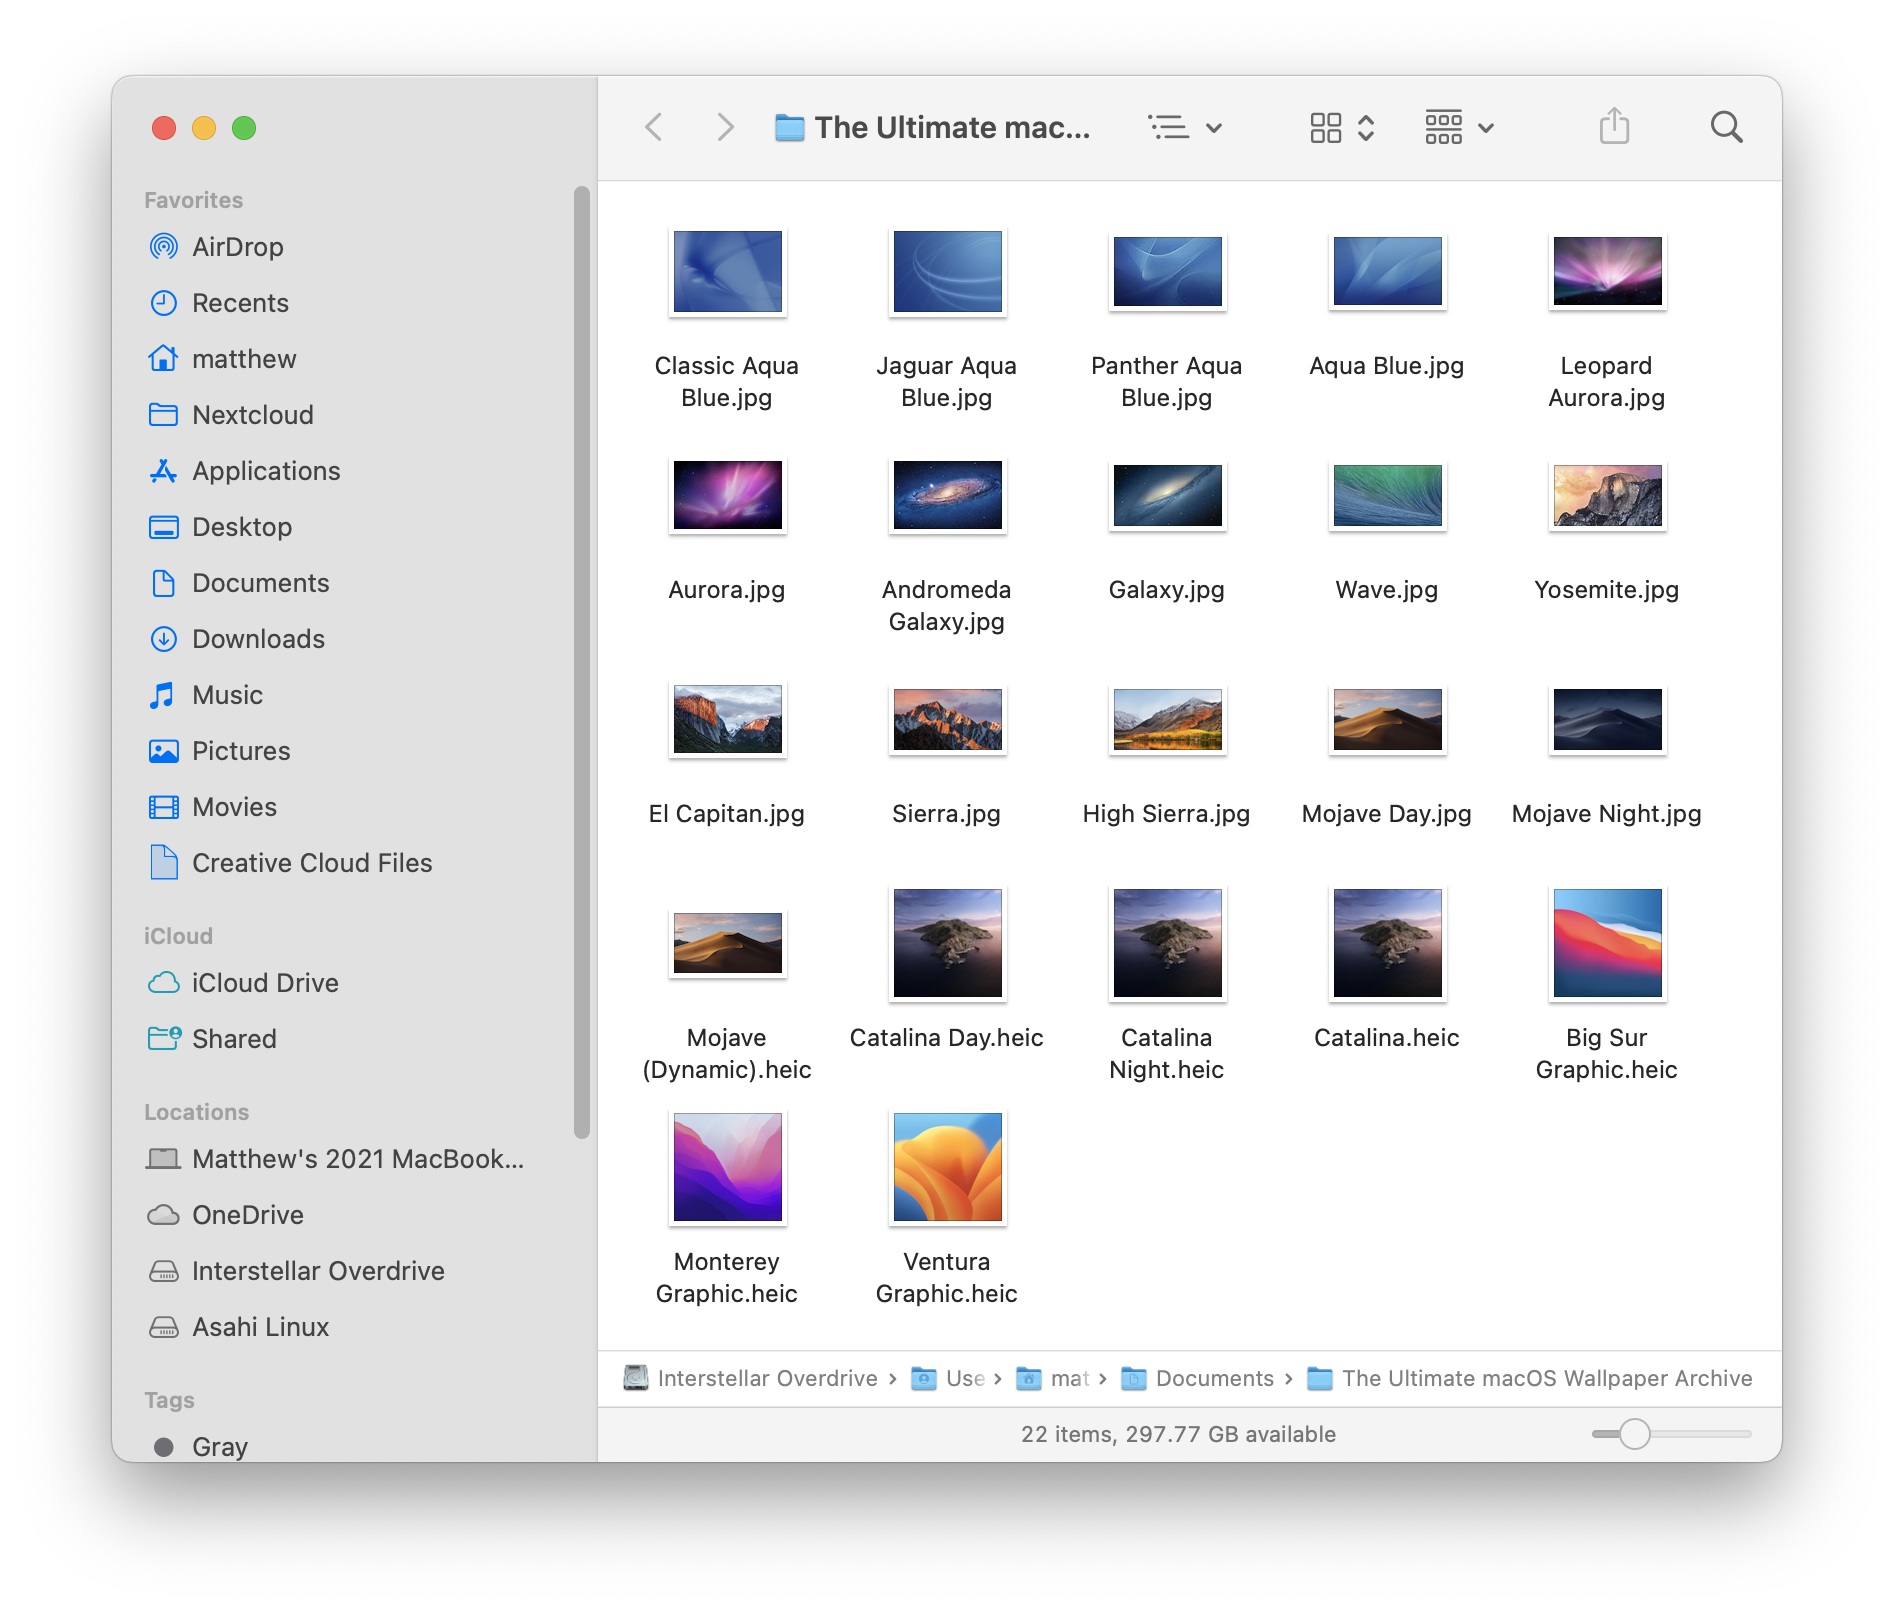 The Ultimate mac...
Favorites
AirDrop
Recents
matthew
Nextcloud
Applications
Desktop
Documents
Downloads
Music
Pictures
Movies
Creative Cloud Files
iCloud
iCloud Drive
Shared
Locations
Matthew's 2021 MacBook...
OneDrive
Interstellar Overdrive
Asahi Linux
Tags
Gray
Classic Aqua
Blue.jpg
Jaguar Aqua
Blue.jpg
Panther Aqua
Blue.jpg
Aqua Blue.jpg
Leopard
Aurora.jpg
Aurora.jpg
Andromeda
Galaxy.jpg
Galaxy.jpg
Wave.jpg
Yosemite.jpg
El Capitan.jpg
Sierra.jpg
High Sierra.jpg
Mojave Day.jpg
Mojave Night.jpg
Mojave
(Dynamic).heic
Catalina Day.heic
Catalina
Night.heic
Catalina.heic
Big Sur
Graphic.heic
Monterey
Graphic.heic
Ventura
Graphic.heic
Interstellar Overdrive › Use › mat › Documents › The Ultimate macOS Wallpaper Archive
22 items, 297.77 GB available